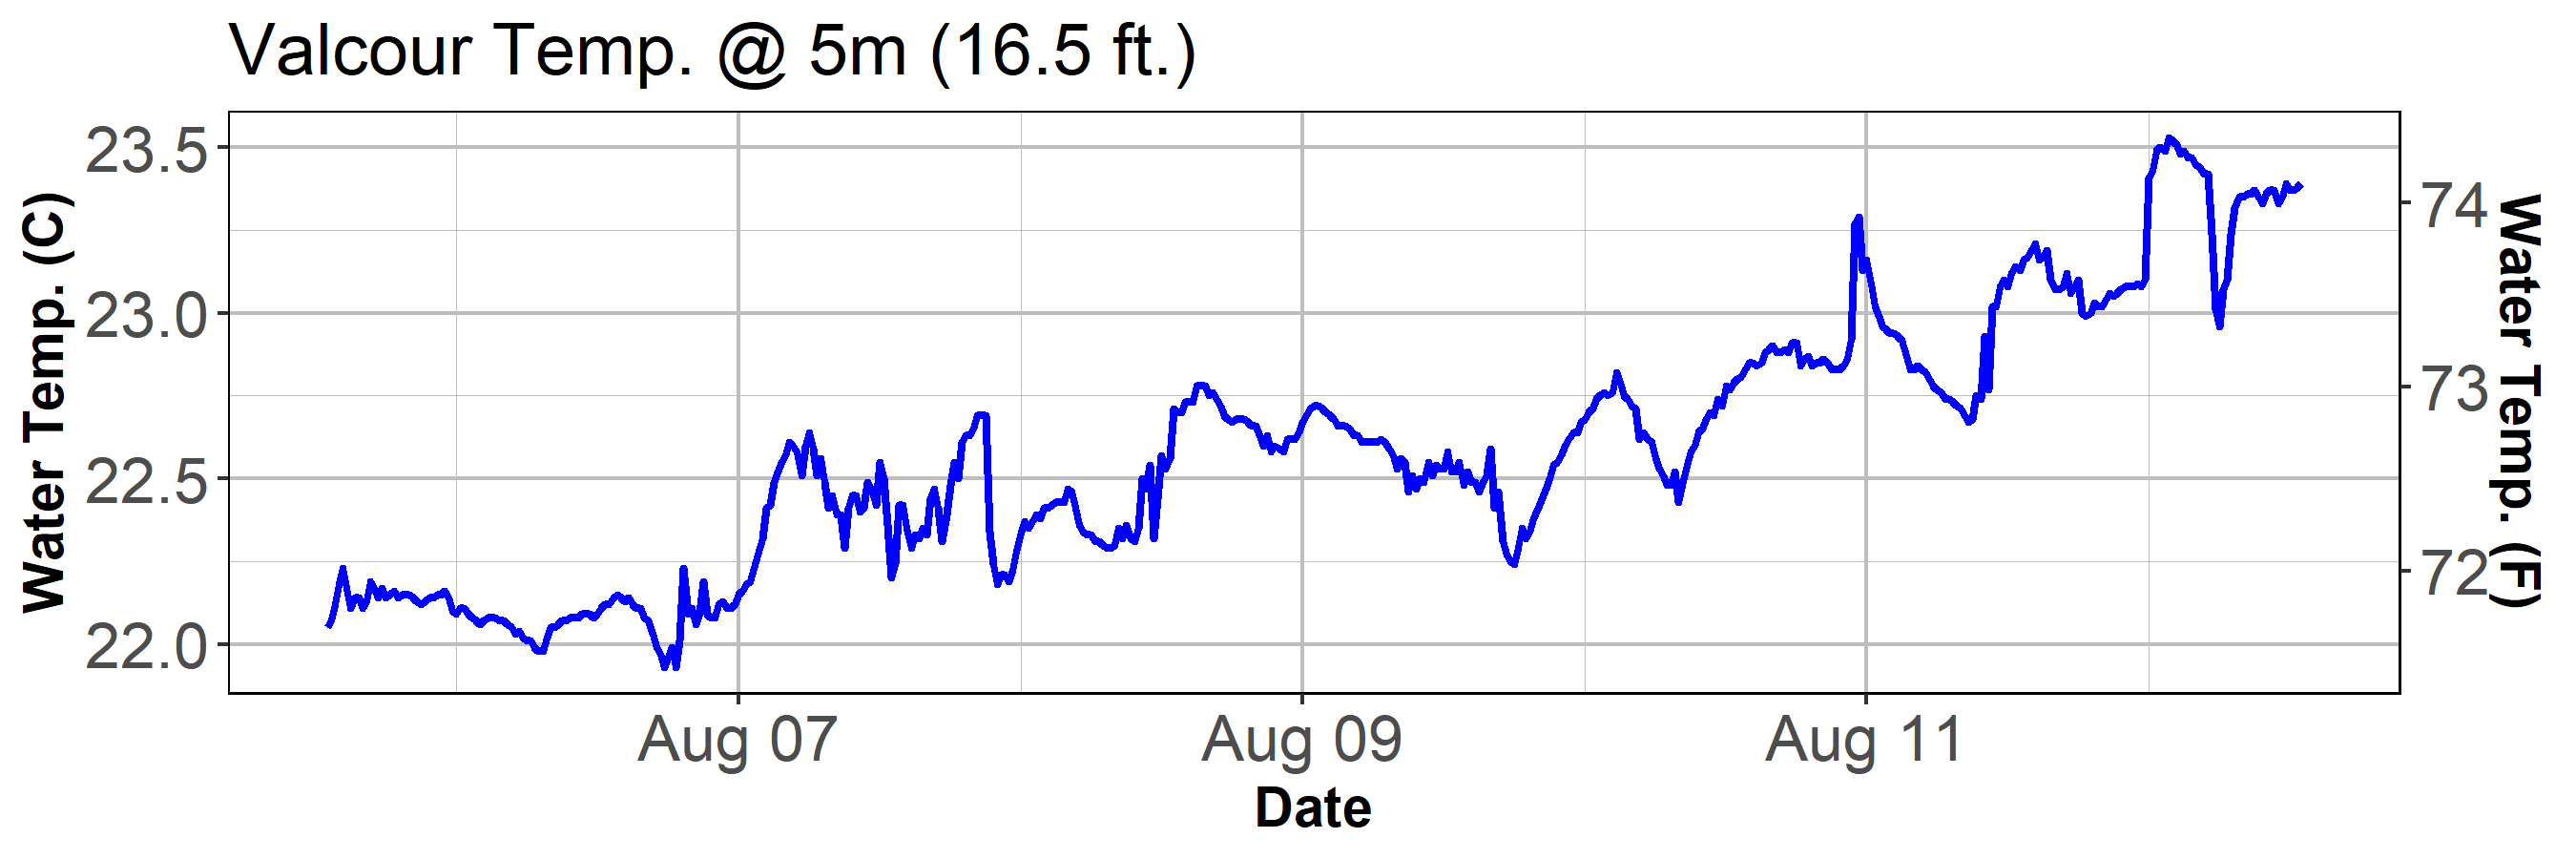 Valcour Temp. @ 5m (16.5 ft.)
23.5
23.0
22.5
22.0
Water Temp. (C)
74
73
72
Water Temp. (F)
Aug 07
Aug 09
Aug 11
Date